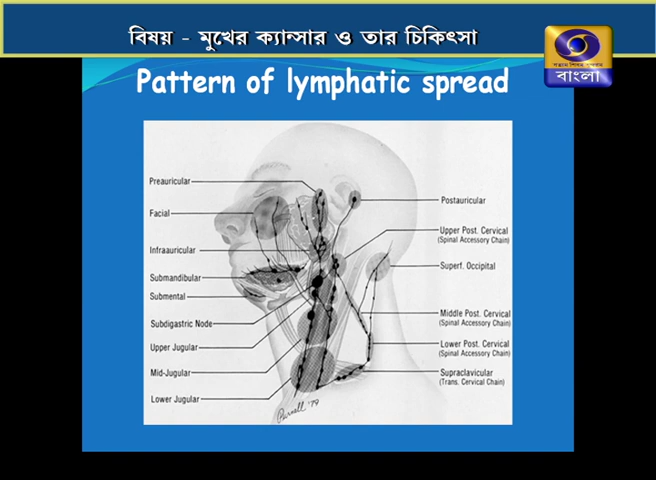 বিষয় - মুখের ক্যান্সার ও তার চিকিৎসা
বাংলা
Pattern of lymphatic spread
Preauricular
Facial
Infraauricular
Submandibular
Submental
Subdigastric Node
Upper Jugular
Mid-Jugular
Lower Jugular
Postauricular
Upper Post. Cervical
(Spinal Accessory Chain)
Superf. Occipital
Middle Post. Cervical
(Spinal Accessory Chain)
Lower Post. Cervical
(Spinal Accessory Chain)
Supraclavicular
(Trans. Cervical Chain)